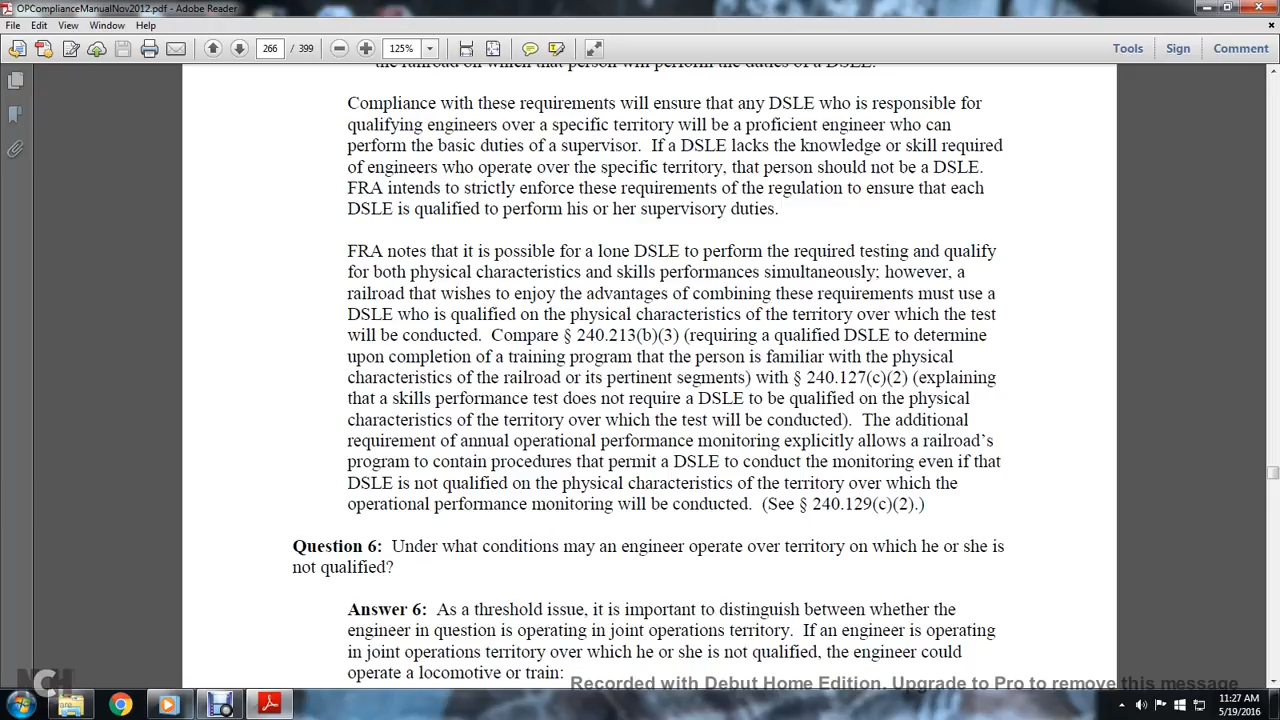 OPComplianceManualNov2012.pdf - Adobe Reader
File Edit View Window Help
266 / 399 125% Tools Sign Comment
the railroad on which that person will perform the duties of a DSLE.
Compliance with these requirements will ensure that any DSLE who is responsible for
qualifying engineers over a specific territory will be a proficient engineer who can
perform the basic duties of a supervisor. If a DSLE lacks the knowledge or skill required
of engineers who operate over the specific territory, that person should not be a DSLE.
FRA intends to strictly enforce these requirements of the regulation to ensure that each
DSLE is qualified to perform his or her supervisory duties.
FRA notes that it is possible for a lone DSLE to perform the required testing and qualify
for both physical characteristics and skills performances simultaneously; however, a
railroad that wishes to enjoy the advantages of combining these requirements must use a
DSLE who is qualified on the physical characteristics of the territory over which the test
will be conducted. Compare § 240.213(b)(3) (requiring a qualified DSLE to determine
upon completion of a training program that the person is familiar with the physical
characteristics of the railroad or its pertinent segments) with § 240.127(c)(2) (explaining
that a skills performance test does not require a DSLE to be qualified on the physical
characteristics of the territory over which the test will be conducted). The additional
requirement of annual operational performance monitoring explicitly allows a railroad's
program to contain procedures that permit a DSLE to conduct the monitoring even if that
DSLE is not qualified on the physical characteristics of the territory over which the
operational performance monitoring will be conducted. (See § 240.129(c)(2).)
Question 6: Under what conditions may an engineer operate over territory on which he or she is
not qualified?
Answer 6: As a threshold issue, it is important to distinguish between whether the
engineer in question is operating in joint operations territory. If an engineer is operating
in joint operations territory over which he or she is not qualified, the engineer could
operate a locomotive or train:
Recorded with Debut Home Edition. Upgrade to Pro to remove this message
NCH
11:27 AM
5/19/2016